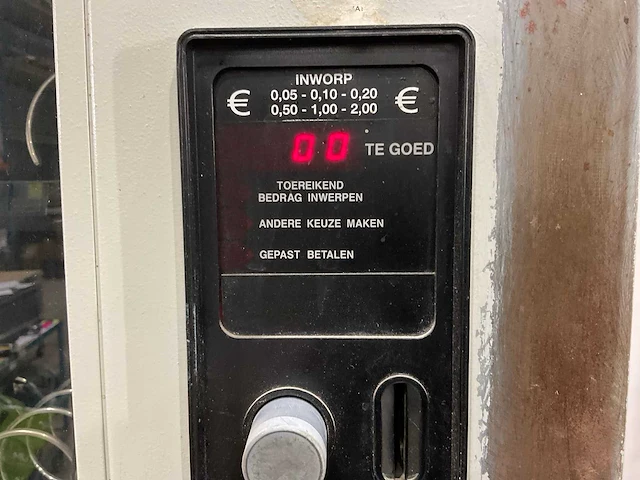 INWORP
€ 0,05 - 0,10 - 0,20 €
0,50 - 1,00 - 2,00
00 TE GOED
TOEREIKEND
BEDRAG INWERPEN
ANDERE KEUZE MAKEN
GEPAST BETALEN